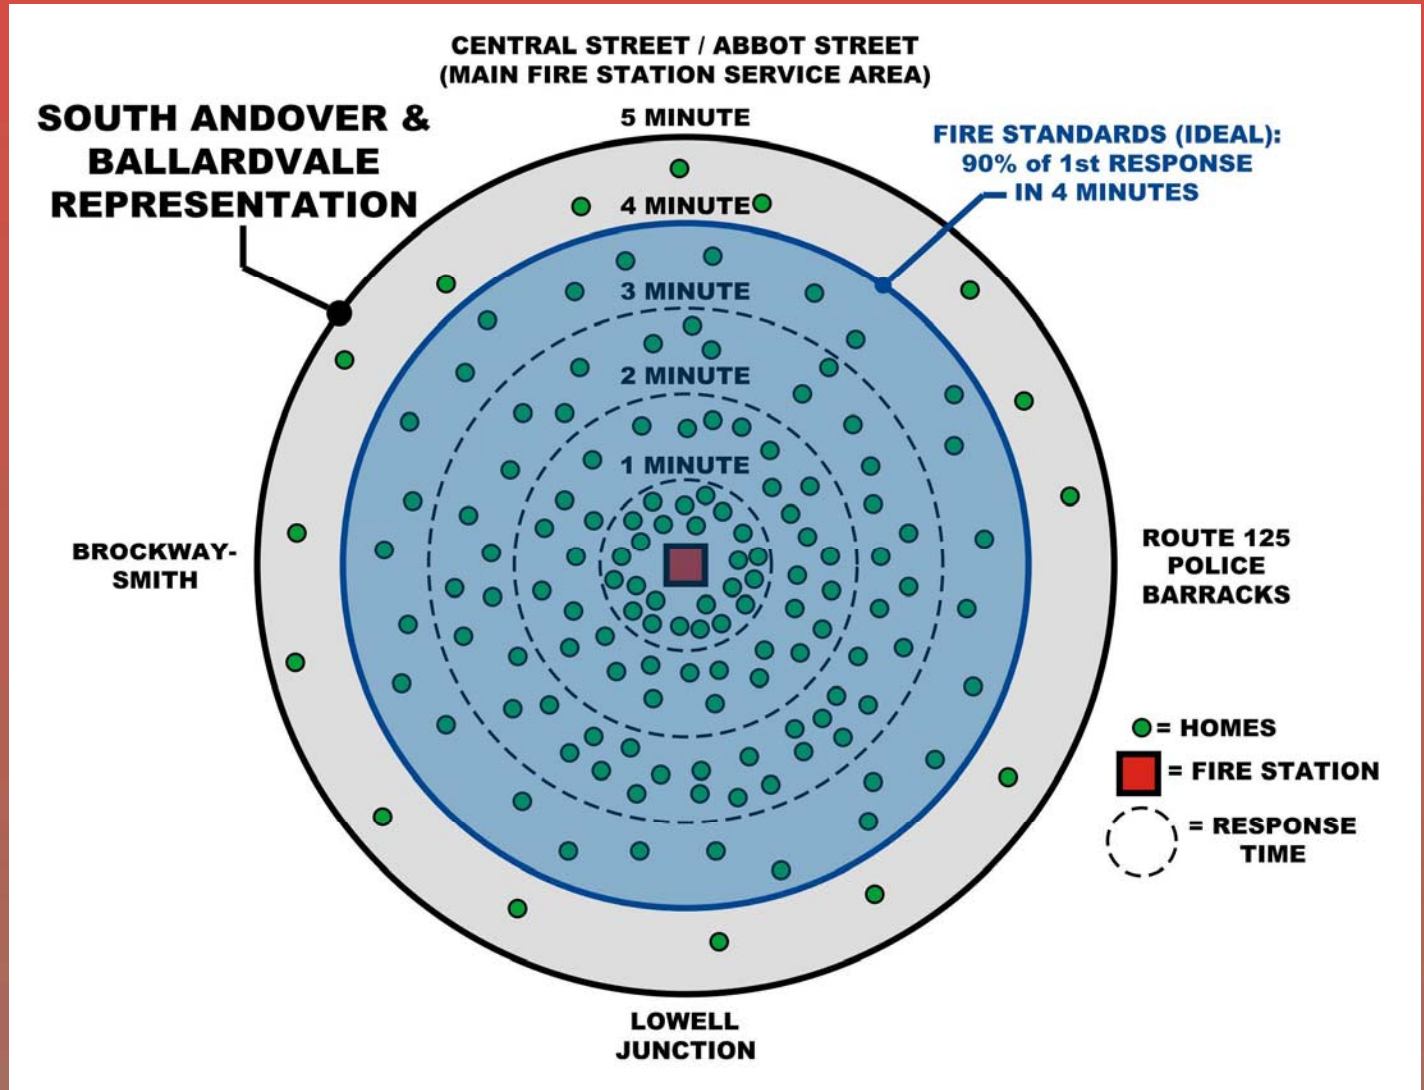 CENTRAL STREET / ABBOT STREET
(MAIN FIRE STATION SERVICE AREA)
5 MINUTE
SOUTH ANDOVER &
BALLARDVALE
REPRESENTATION
FIRE STANDARDS (IDEAL):
90% of 1st RESPONSE
IN 4 MINUTES
4 MINUTE
3 MINUTE
2 MINUTE
1 MINUTE
BROCKWAY-
SMITH
ROUTE 125
POLICE
BARRACKS
= HOMES
= FIRE STATION
= RESPONSE
TIME
LOWELL
JUNCTION